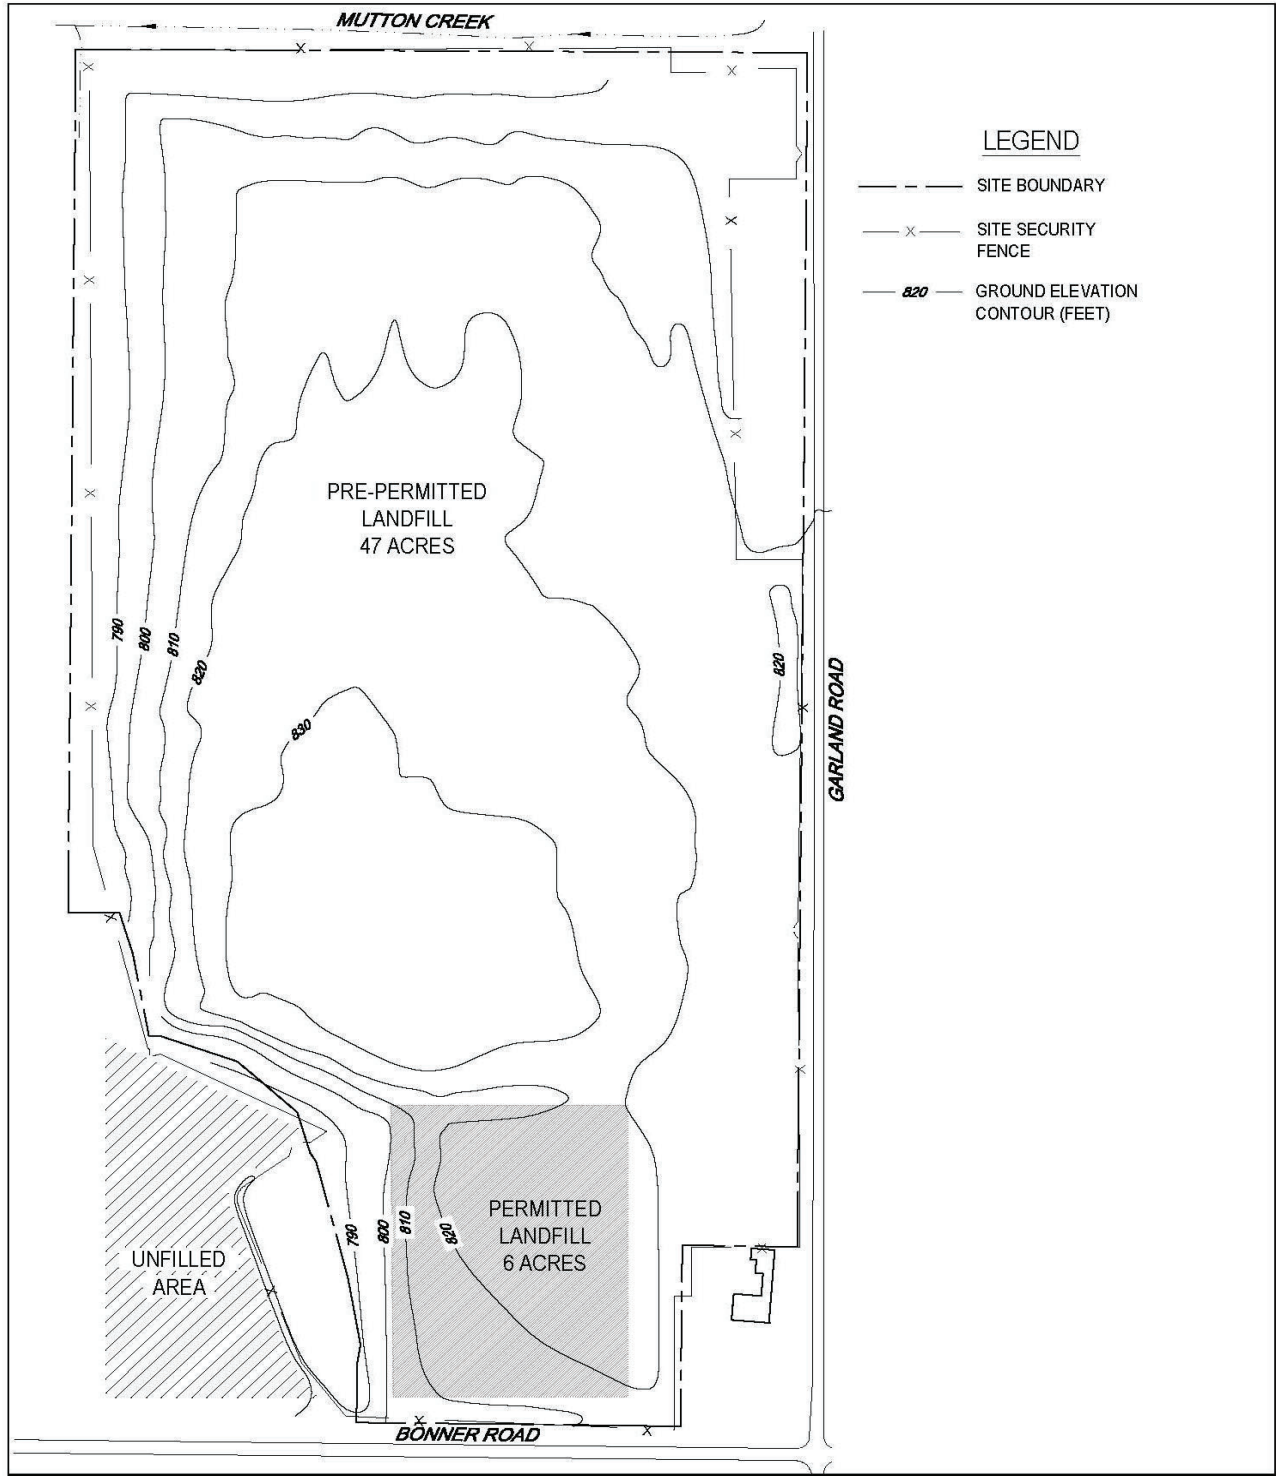 MUTTON CREEK
LEGEND
SITE BOUNDARY
X SITE SECURITY
FENCE
820 GROUND ELEVATION
CONTOUR (FEET)
PRE-PERMITTED
LANDFILL
47 ACRES
790
800
810
820
820
GARLAND ROAD
830
PERMITTED
LANDFILL
6 ACRES
790
800
810
820
UNFILLED
AREA
BONNER ROAD